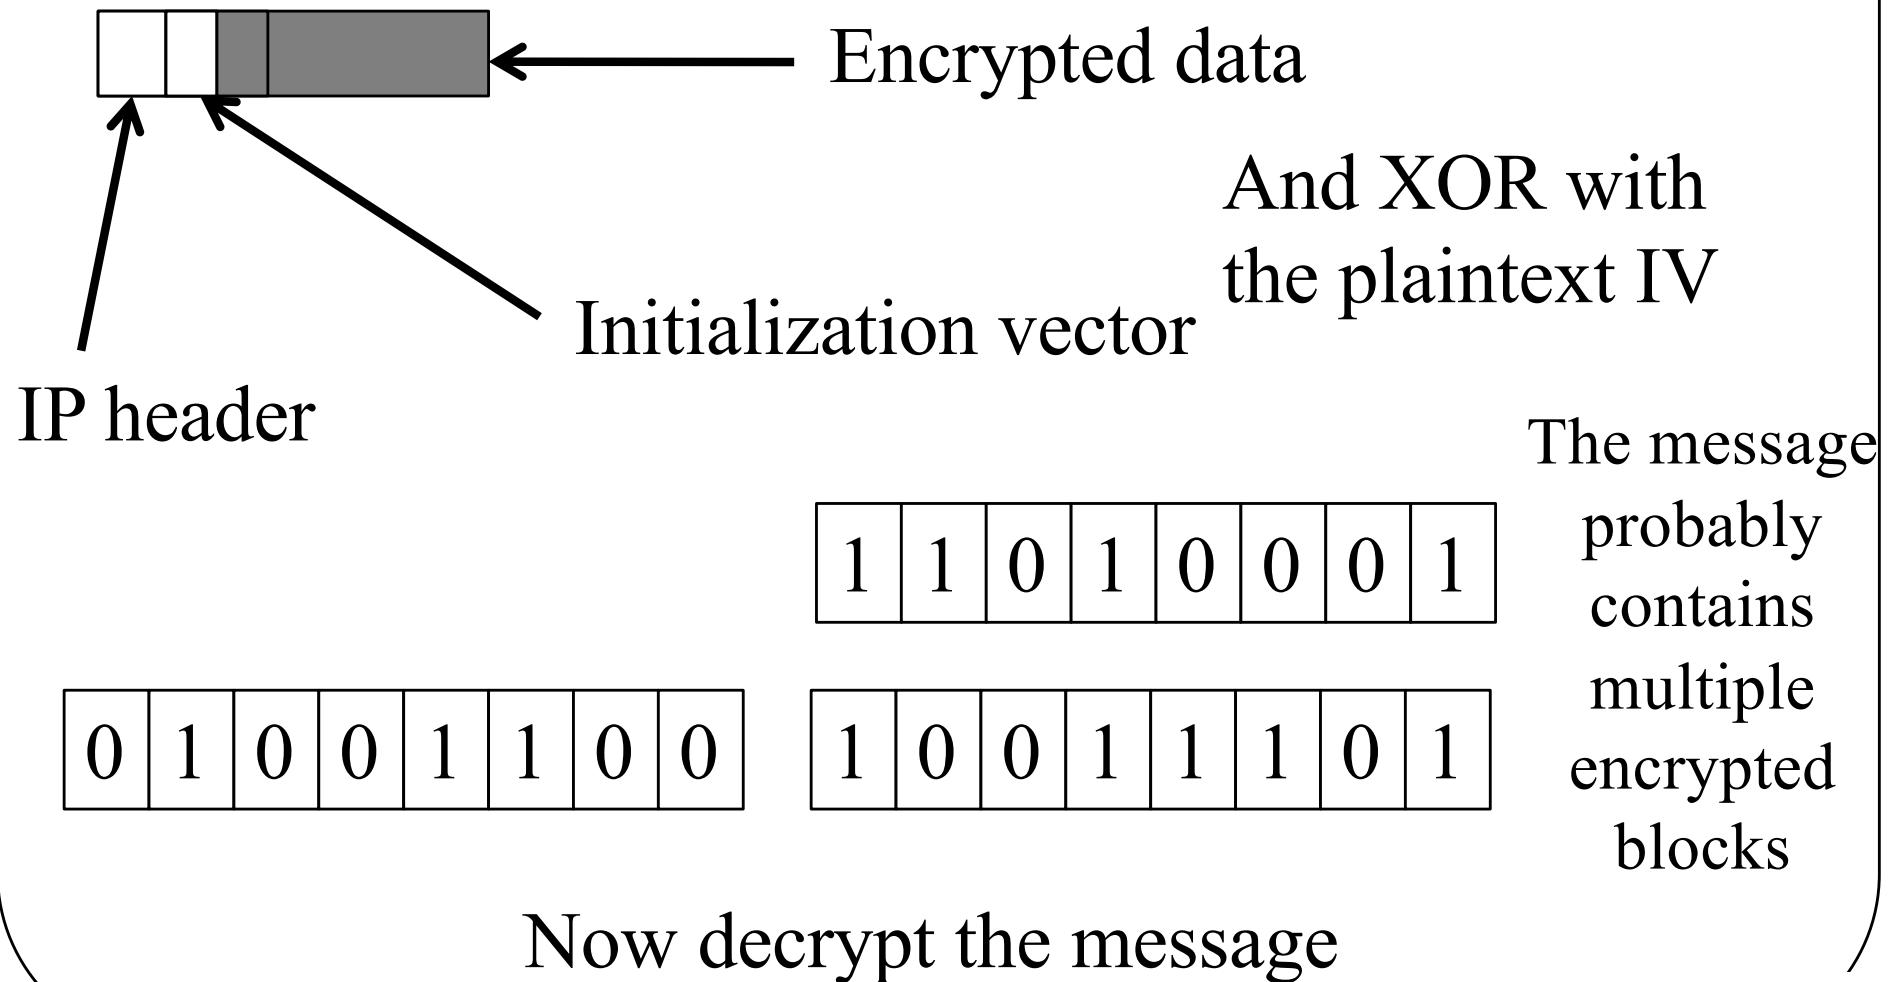 Encrypted data
And XOR with
the plaintext IV
Initialization vector
IP header
The message
probably
contains
multiple
encrypted
blocks
1 1 0 1 0 0 0 1
0 1 0 0 1 1 0 0 1 0 0 1 1 1 0 1
Now decrypt the message